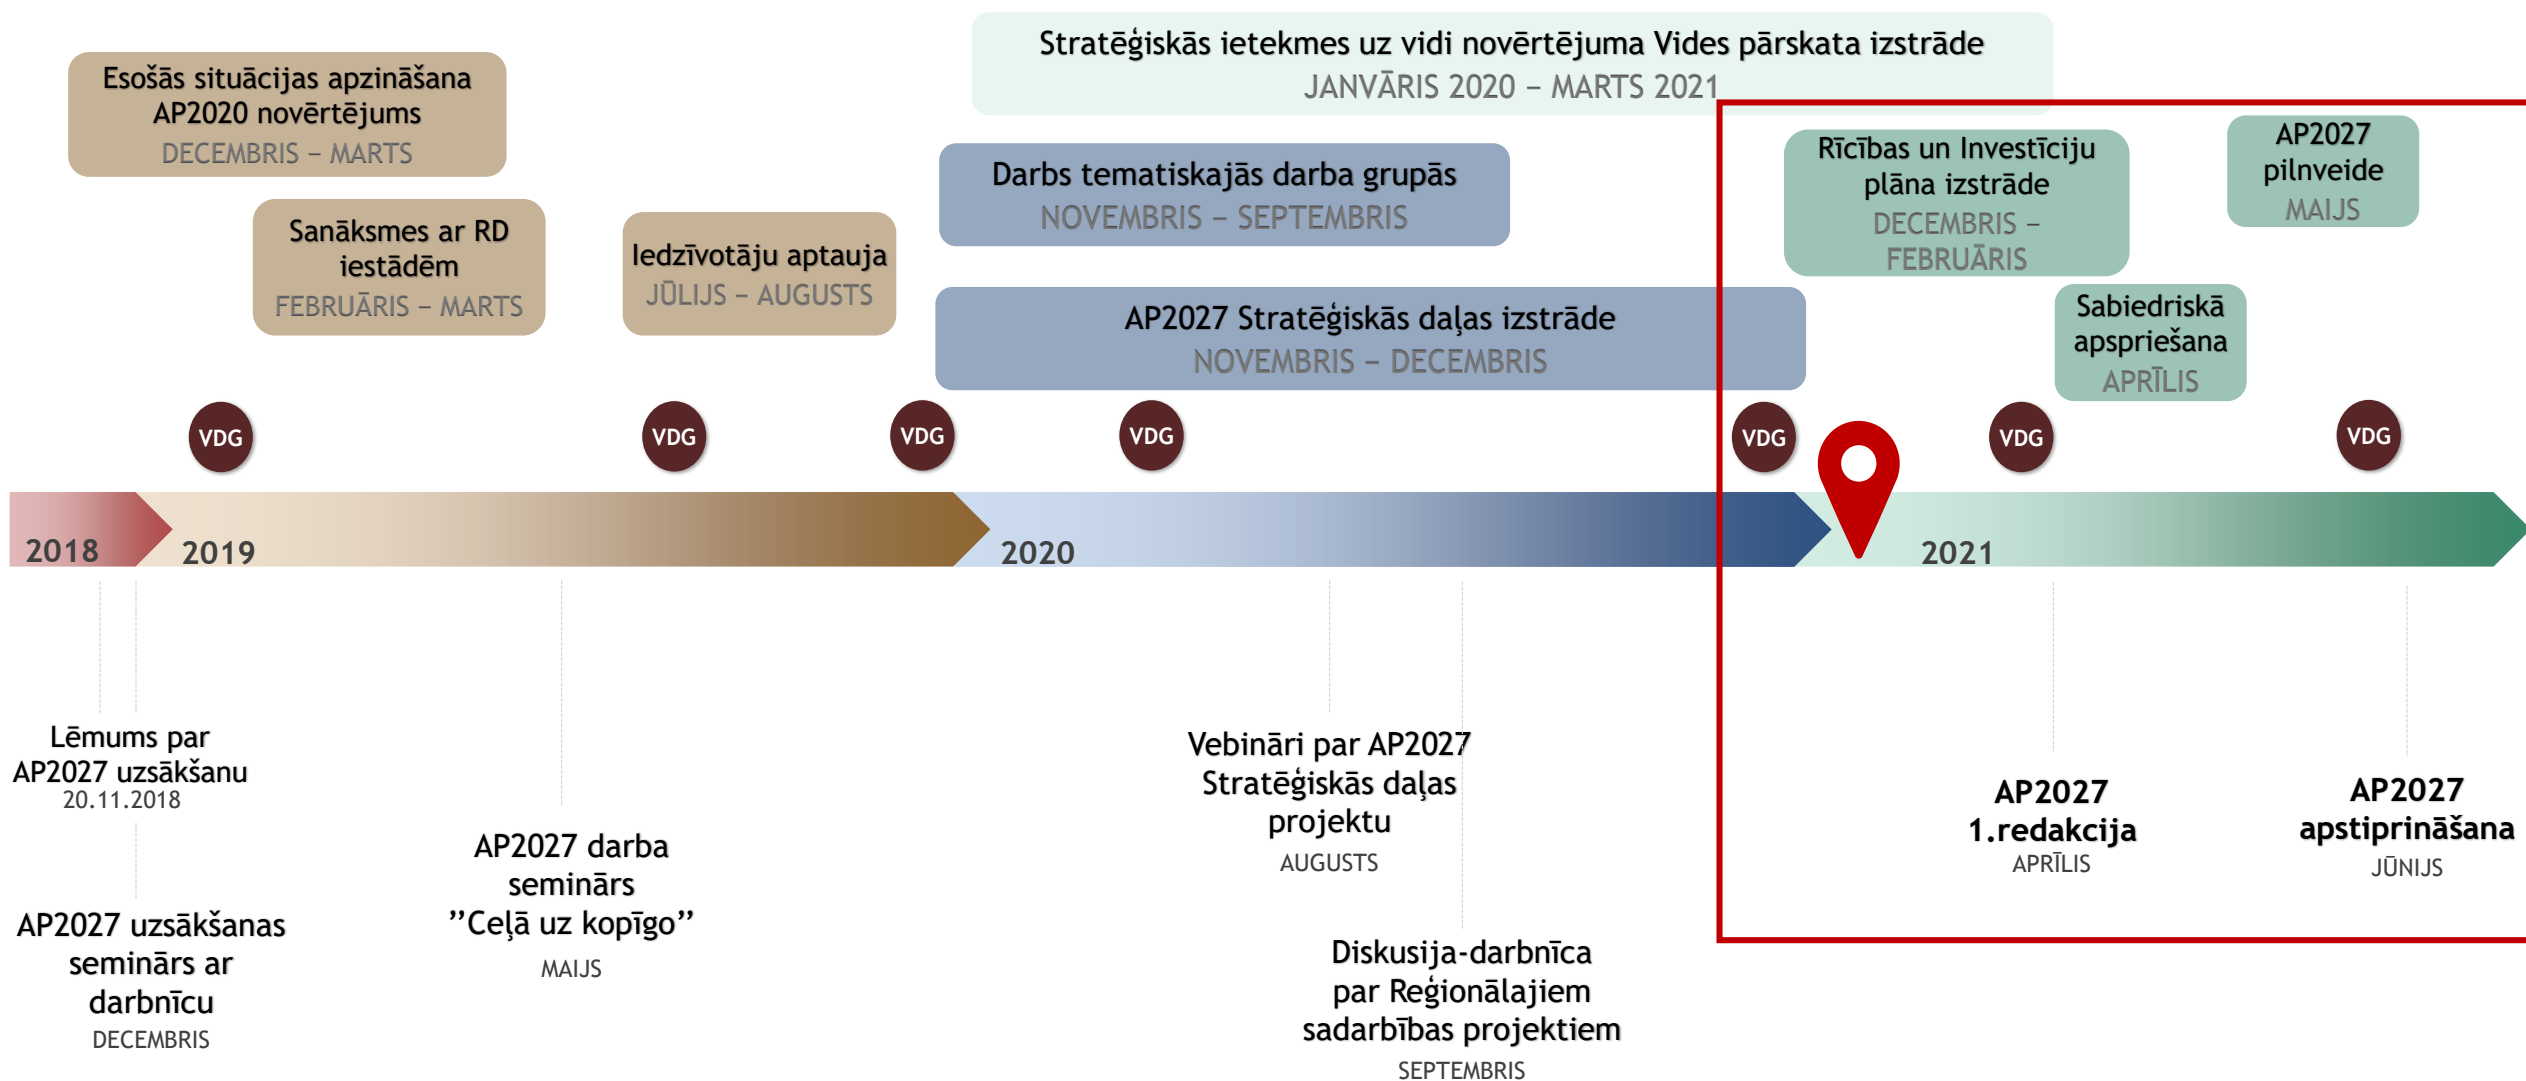 Stratēģiskās ietekmes uz vidi novērtējuma Vides pārskata izstrāde
JANVĀRIS 2020 – MARTS 2021
Esošās situācijas apzināšana
AP2020 novērtējums
DECEMBRIS – MARTS
Sanāksmes ar RD
iestādēm
FEBRUĀRIS – MARTS
Iedzīvotāju aptauja
JŪLIJS – AUGUSTS
Darbs tematiskajās darba grupās
NOVEMBRIS – SEPTEMBRIS
AP2027 Stratēģiskās daļas izstrāde
NOVEMBRIS – DECEMBRIS
Rīcības un Investīciju
plāna izstrāde
DECEMBRIS –
FEBRUĀRIS
AP2027
pilnveide
MAIJS
Sabiedriskā
apspriešana
APRĪLIS
VDG
VDG
VDG
VDG
VDG
VDG
VDG
2018
2019
2020
2021
Lēmums par
AP2027 uzsākšanu
20.11.2018
AP2027 uzsākšanas
seminārs ar
darbnīcu
DECEMBRIS
AP2027 darba
seminārs
’’Ceļā uz kopīgo’’
MAIJS
Vebināri par AP2027
Stratēģiskās daļas
projektu
AUGUSTS
Diskusija-darbnīca
par Reģionālajiem
sadarbības projektiem
SEPTEMBRIS
AP2027
1.redakcija
APRĪLIS
AP2027
apstiprināšana
JŪNIJS